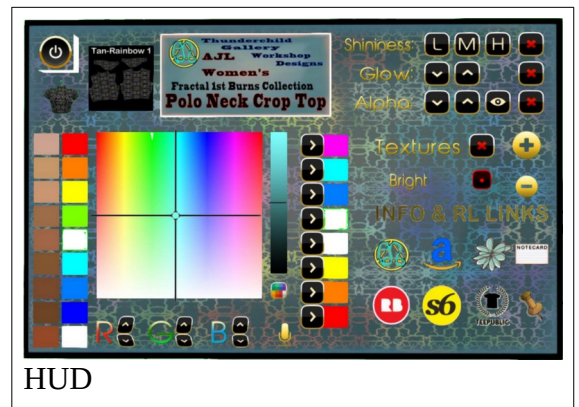 Tan-Rainbow 1
Thunderchild
Gallery
AJL Workshop
Designs
Women's
Fractal 1st Burns Collection
Polo Neck Crop Top
Shininess: L M H
Glow:
Alpha:
Textures
Bright
INFO & RL LINKS
a
NOTECARD
RB
s6
TEEPUBLIC
R G B
HUD